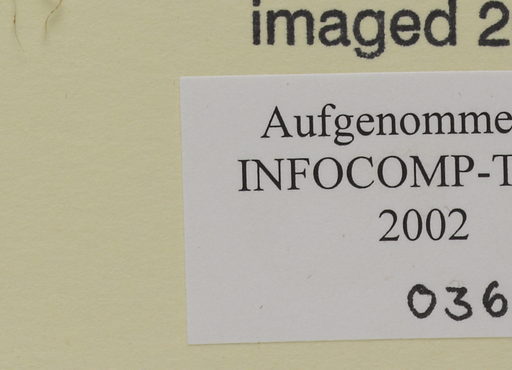 imaged 2
Aufgenomme
INFOCOMP-T
2002
036